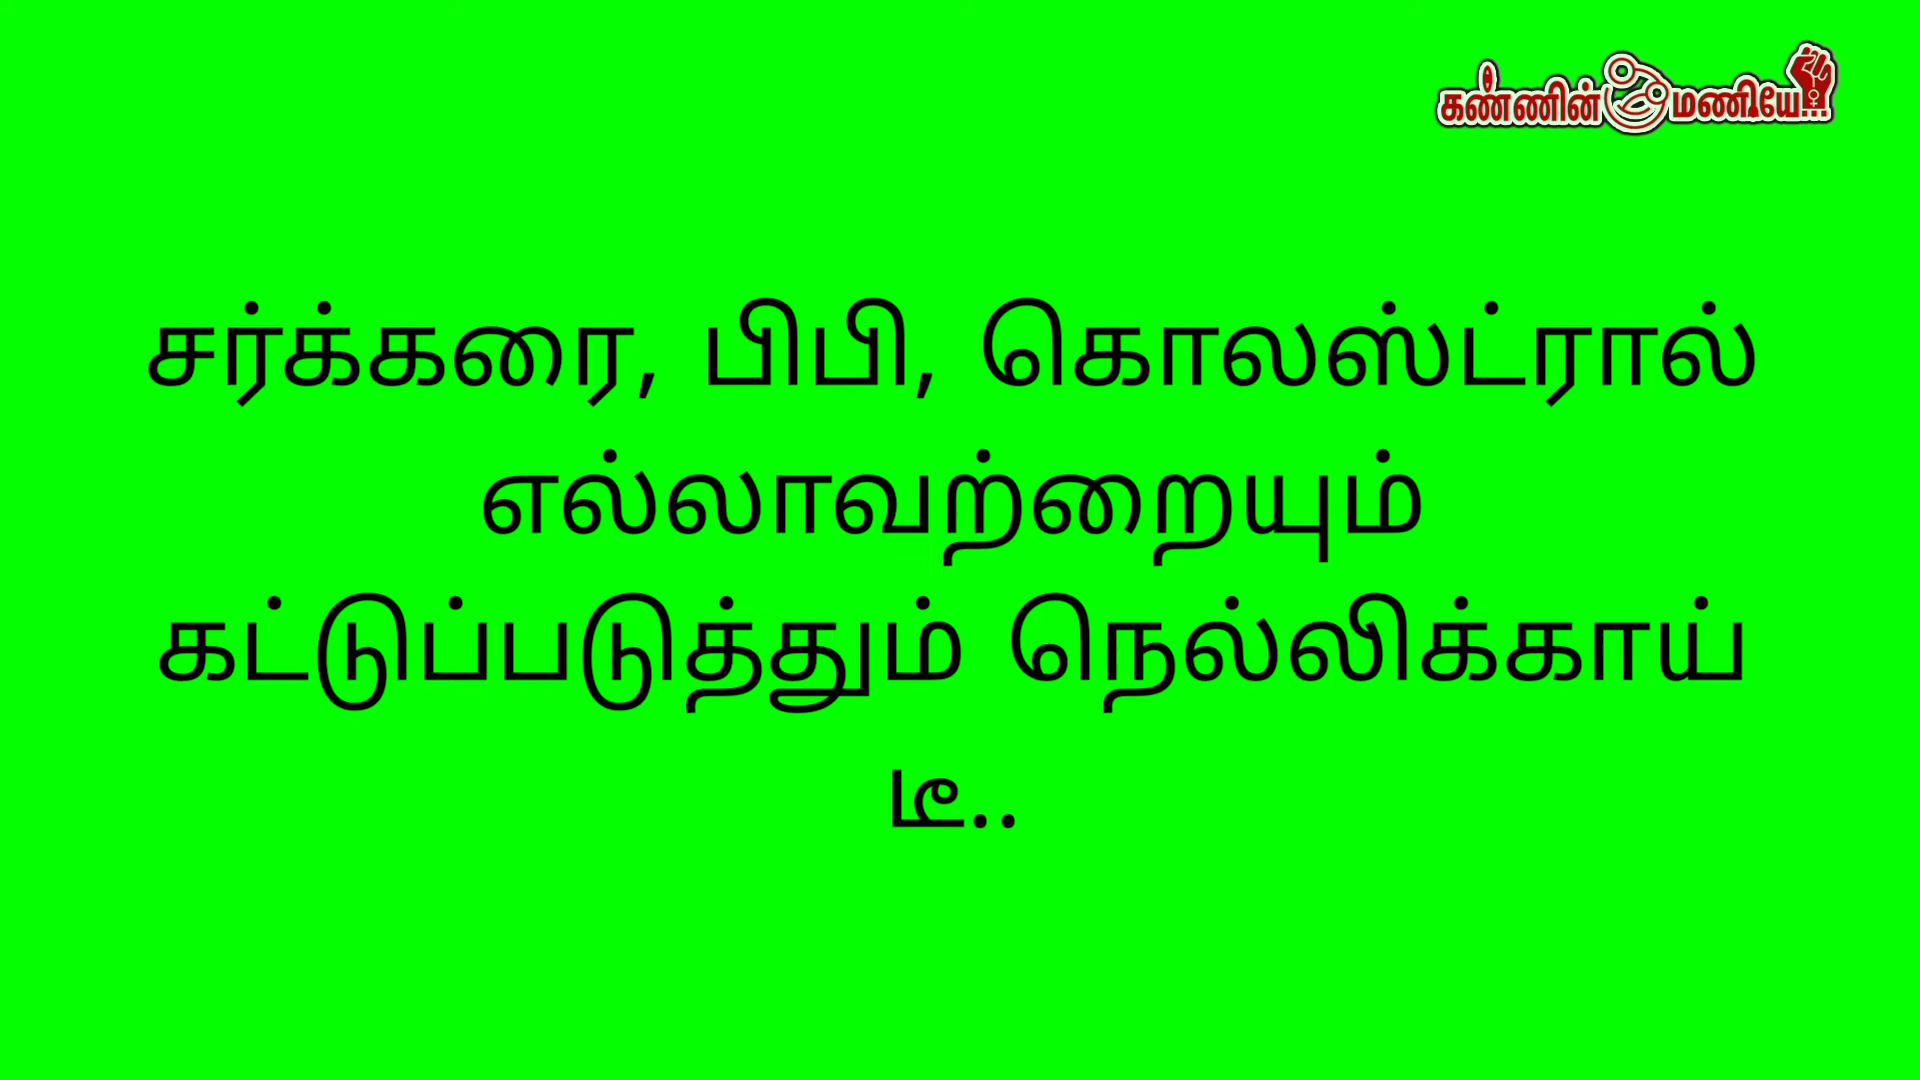 கண்ணின் மணியே...
சர்க்கரை, பிபி, கொலஸ்ட்ரால்
எல்லாவற்றையும்
கட்டுப்படுத்தும் நெல்லிக்காய்
டீ..